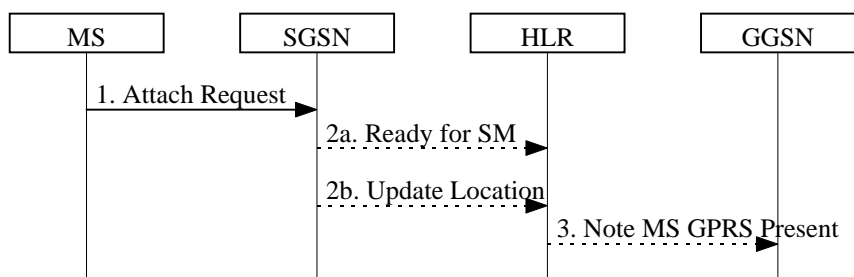 MS SGSN HLR GGSN
1. Attach Request
2a. Ready for SM
2b. Update Location
3. Note MS GPRS Present